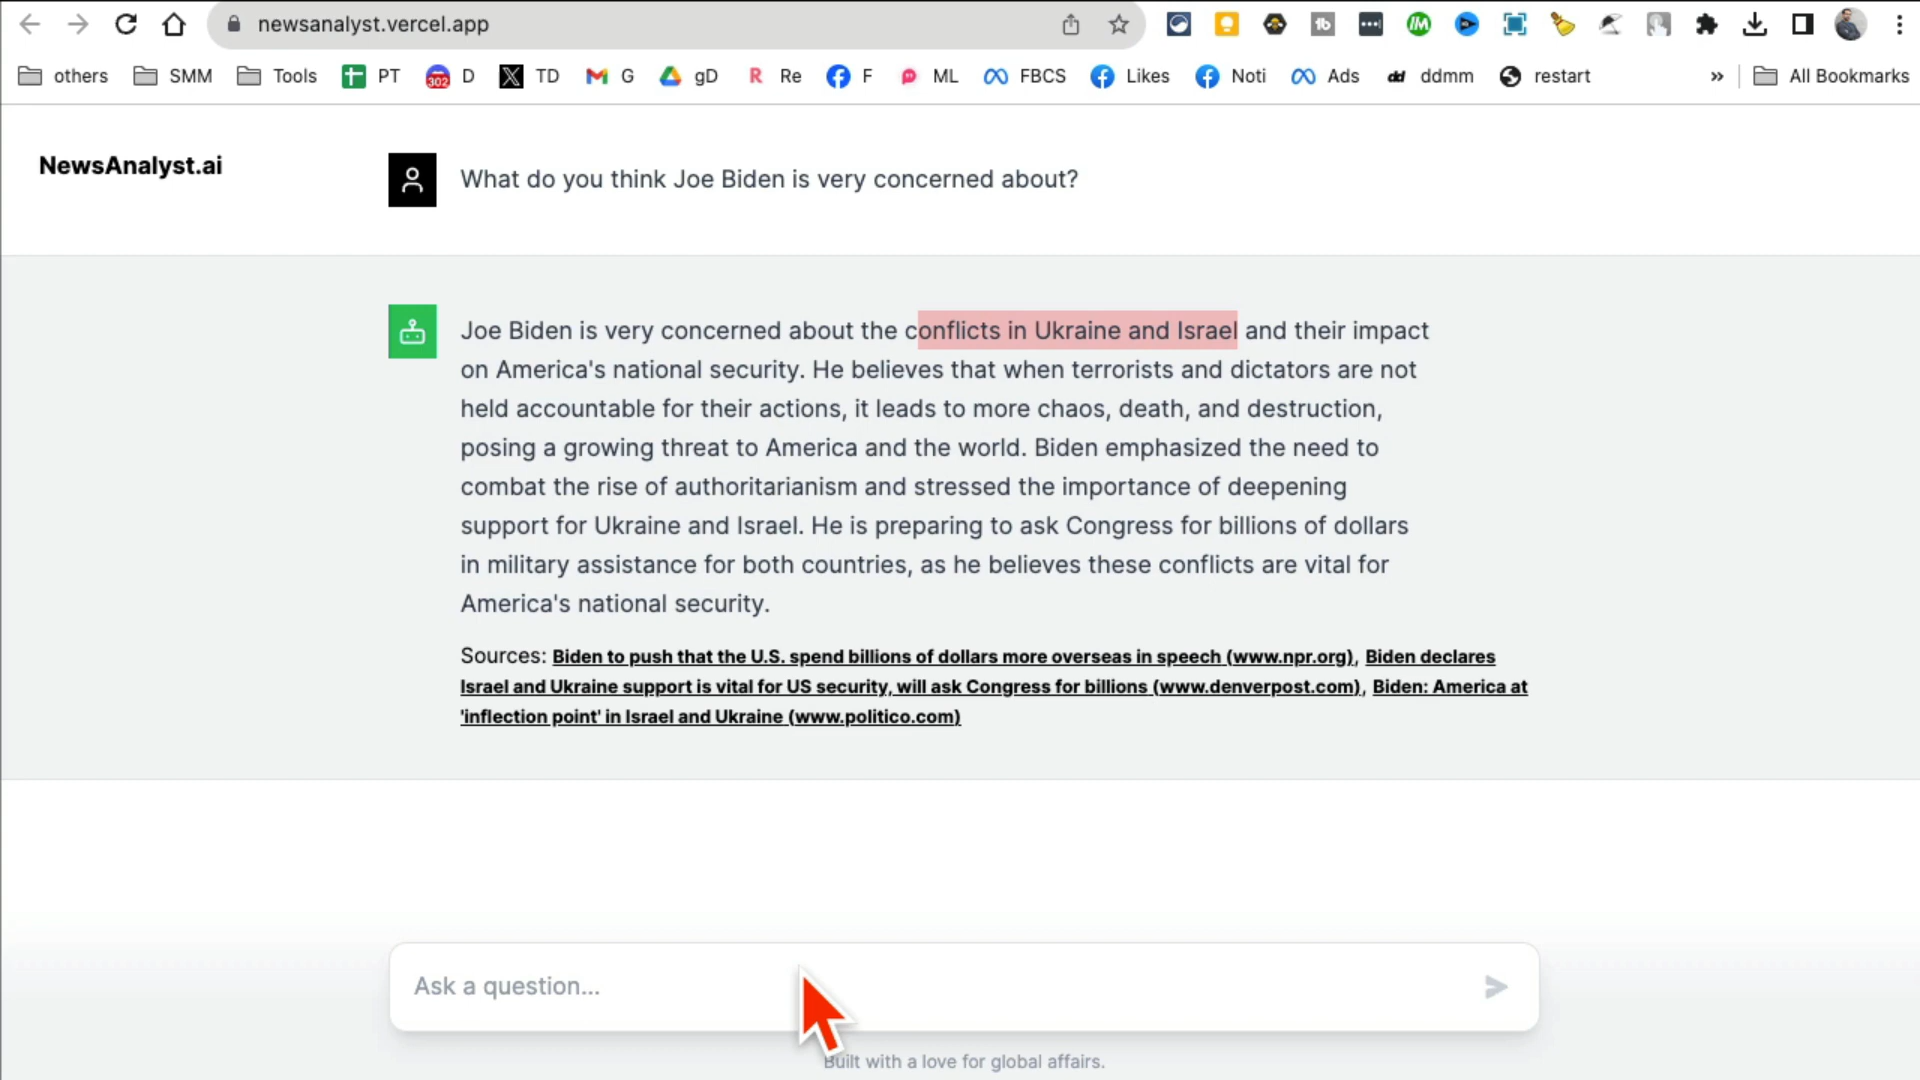 newsanalyst.vercel.app
others SMM Tools PT D TD G gD Re F ML FBCS Likes Noti Ads ddmm restart » All Bookmarks
NewsAnalyst.ai
What do you think Joe Biden is very concerned about?
Joe Biden is very concerned about the conflicts in Ukraine and Israel and their impact
on America's national security. He believes that when terrorists and dictators are not
held accountable for their actions, it leads to more chaos, death, and destruction,
posing a growing threat to America and the world. Biden emphasized the need to
combat the rise of authoritarianism and stressed the importance of deepening
support for Ukraine and Israel. He is preparing to ask Congress for billions of dollars
in military assistance for both countries, as he believes these conflicts are vital for
America's national security.
Sources: Biden to push that the U.S. spend billions of dollars more overseas in speech (www.npr.org), Biden declares
Israel and Ukraine support is vital for US security, will ask Congress for billions (www.denverpost.com), Biden: America at
'inflection point' in Israel and Ukraine (www.politico.com)
Ask a question...
Built with a love for global affairs.